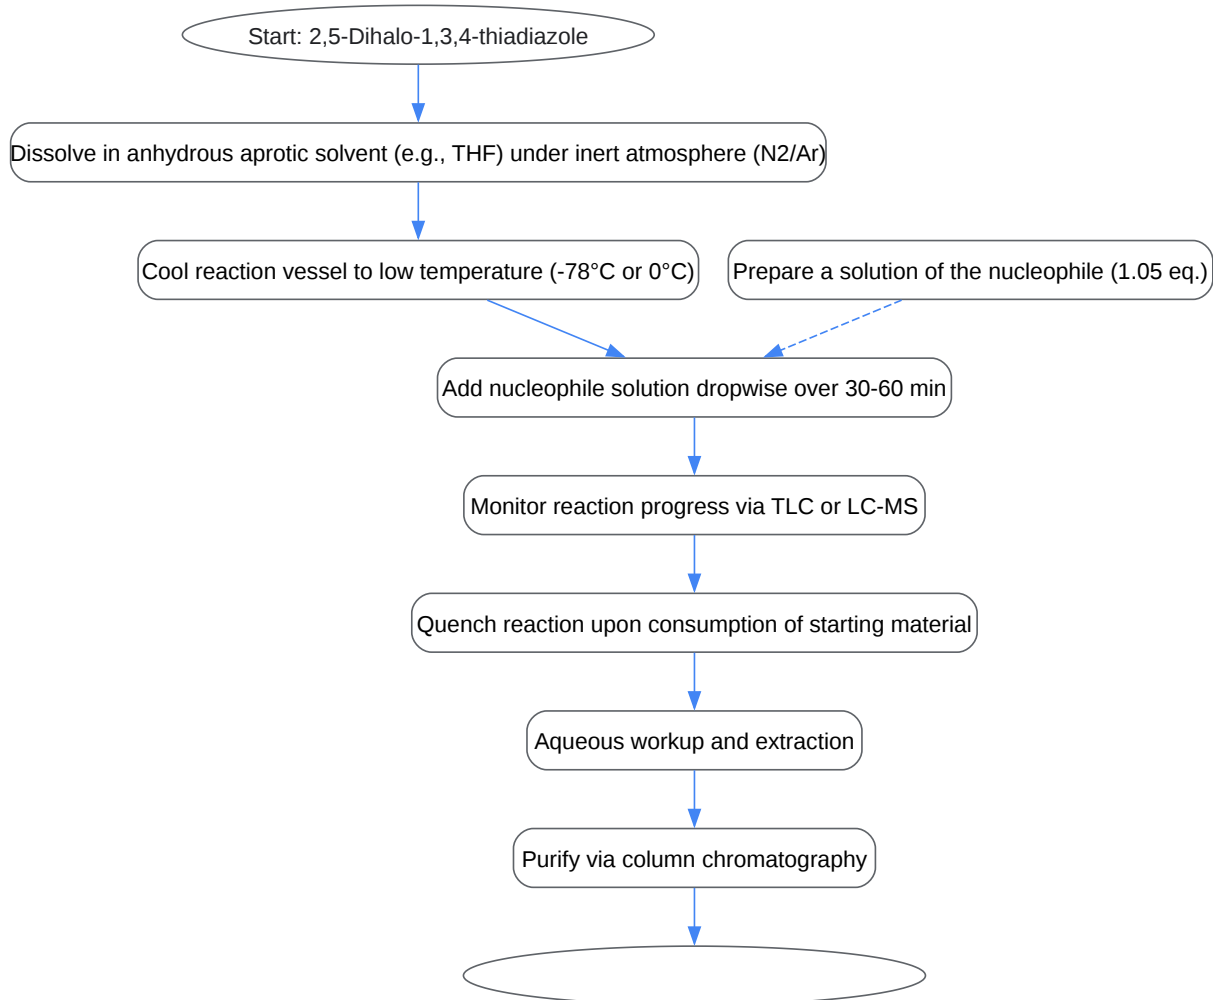 Start: 2,5-Dihalo-1,3,4-thiadiazole
Dissolve in anhydrous aprotic solvent (e.g., THF) under inert atmosphere (N2/Ar)
Cool reaction vessel to low temperature (-78°C or 0°C)
Prepare a solution of the nucleophile (1.05 eq.)
Add nucleophile solution dropwise over 30-60 min
Monitor reaction progress via TLC or LC-MS
Quench reaction upon consumption of starting material
Aqueous workup and extraction
Purify via column chromatography